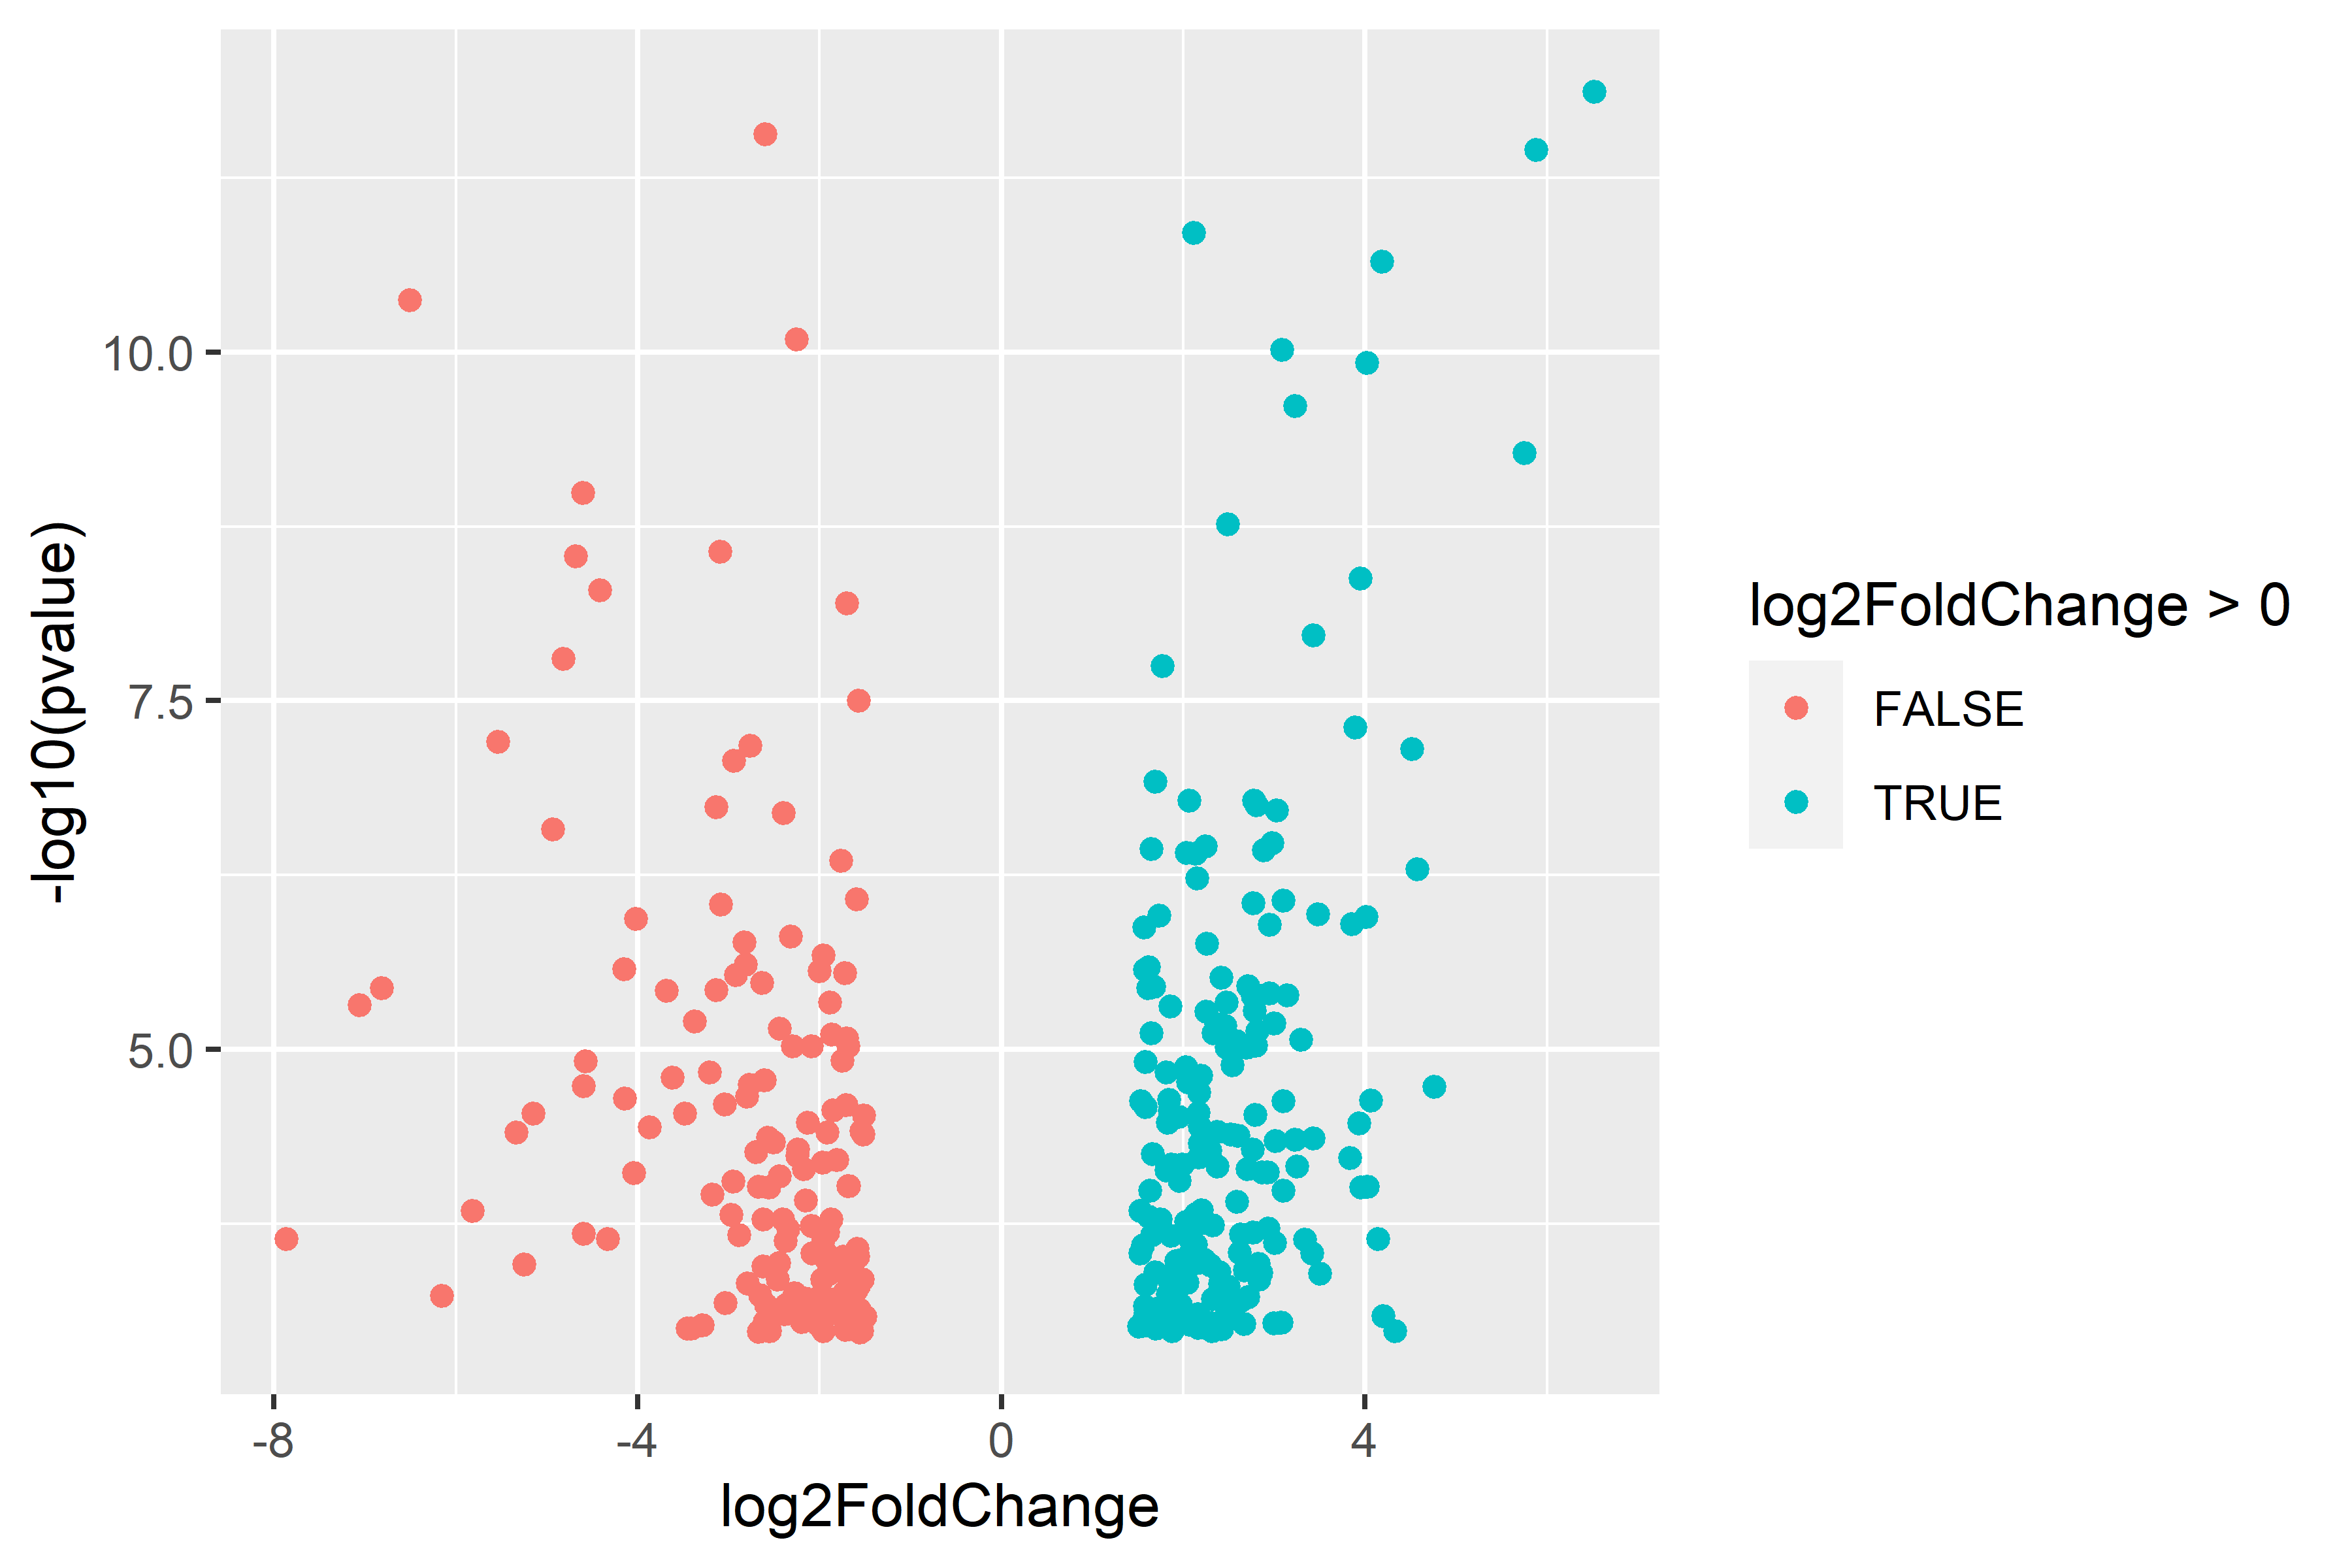 10.0
7.5
5.0
-log10(pvalue)
-8
-4
0
4
log2FoldChange
log2FoldChange > 0
FALSE
TRUE